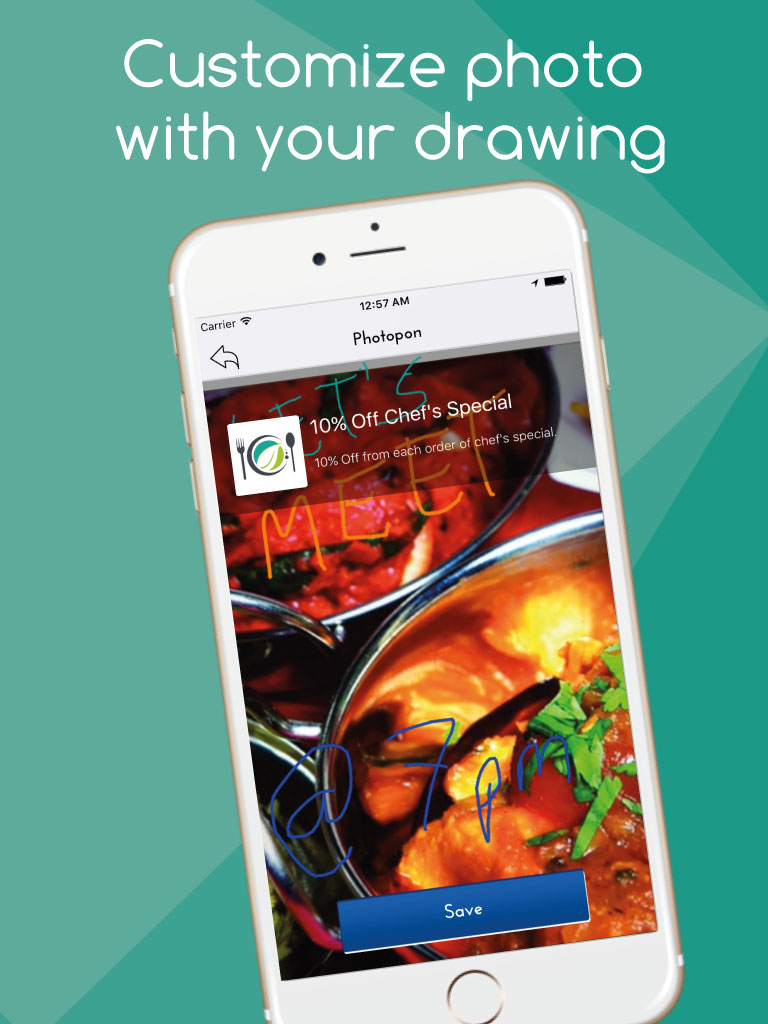 Customize photo
with your drawing
Carrier 12:57 AM
Photopon
LET'S
10% Off Chef's Special
10% Off from each order of chef's special.
MEET
@ 7pm
Save